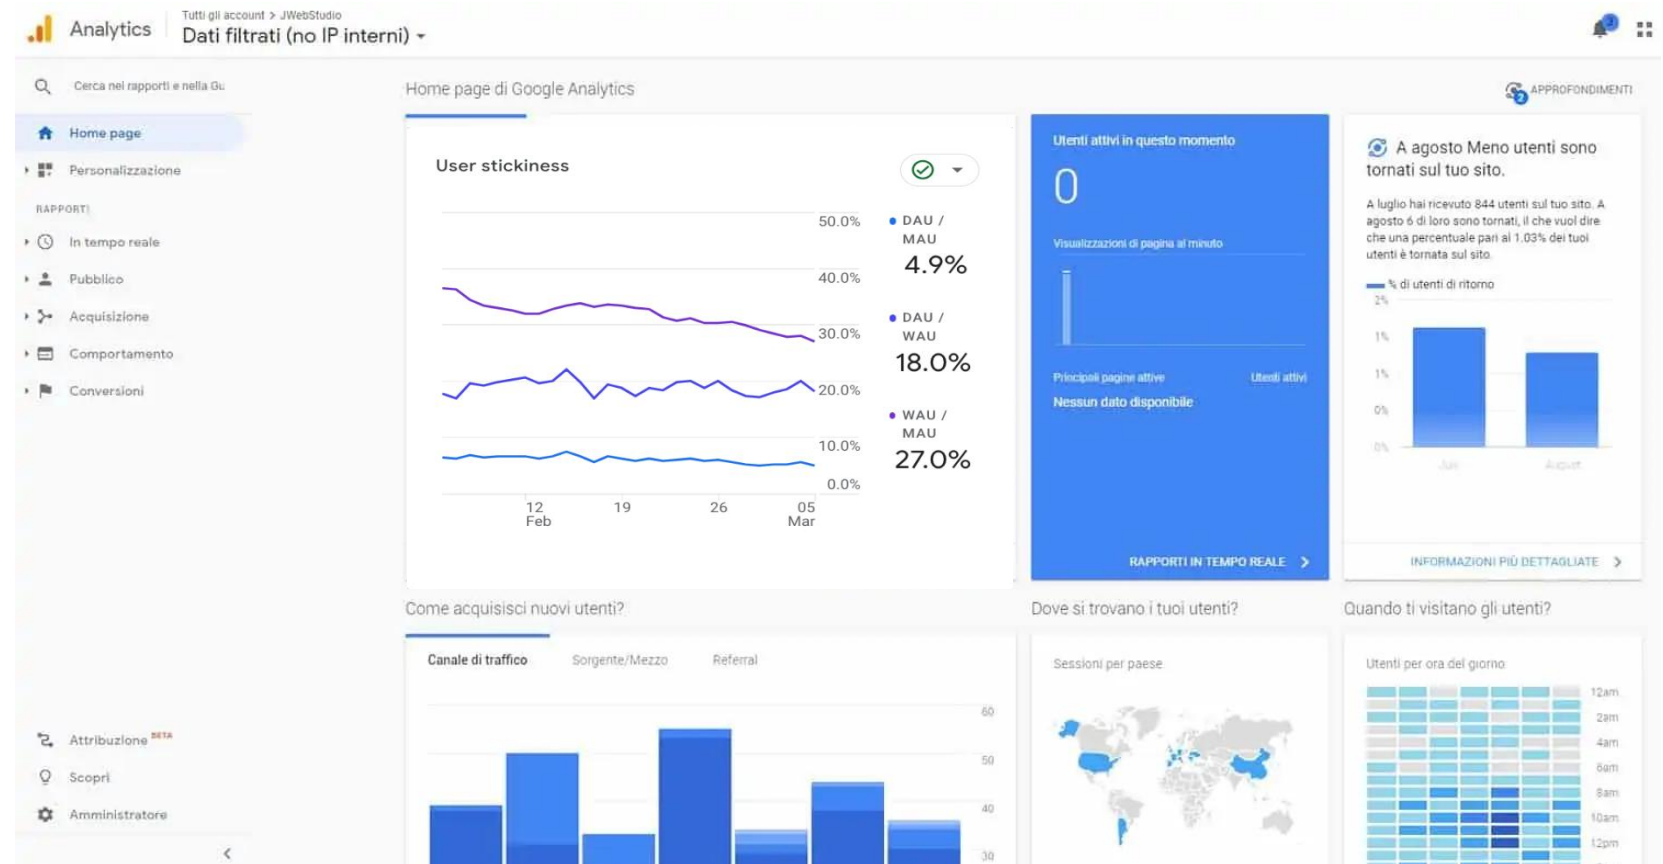 Analytics
Tutti gli account > JWebStudio
Dati filtrati (no IP interni)
3
Cerca nei rapporti e nella Gu
Home page
Personalizzazione
RAPPORTI
In tempo reale
Pubblico
Acquisizione
Comportamento
Conversioni
Attribuzione BETA
Scopri
Amministratore
Home page di Google Analytics
2 APPROFONDIMENTI
User stickiness
50.0%
40.0%
30.0%
20.0%
10.0%
0.0%
12
Feb
19
26
05
Mar
DAU /
MAU
4.9%
DAU /
WAU
18.0%
WAU /
MAU
27.0%
Utenti attivi in questo momento
0
Visualizzazioni di pagina al minuto
Principali pagine attive
Utenti attivi
Nessun dato disponibile
RAPPORTI IN TEMPO REALE
A agosto Meno utenti sono
tornati sul tuo sito.
A luglio hai ricevuto 844 utenti sul tuo sito. A
agosto 6 di loro sono tornati, il che vuol dire
che una percentuale pari al 1.03% dei tuoi
utenti è tornata sul sito.
% di utenti di ritorno
2%
1%
1%
0%
0%
August
INFORMAZIONI PIÙ DETTAGLIATE
Come acquisisci nuovi utenti?
Canale di traffico
Sorgente/Mezzo
Referral
60
50
40
30
Dove si trovano i tuoi utenti?
Sessioni per paese
Quando ti visitano gli utenti?
Utenti per ora del giorno
12am
2am
4am
6am
8am
10am
12pm